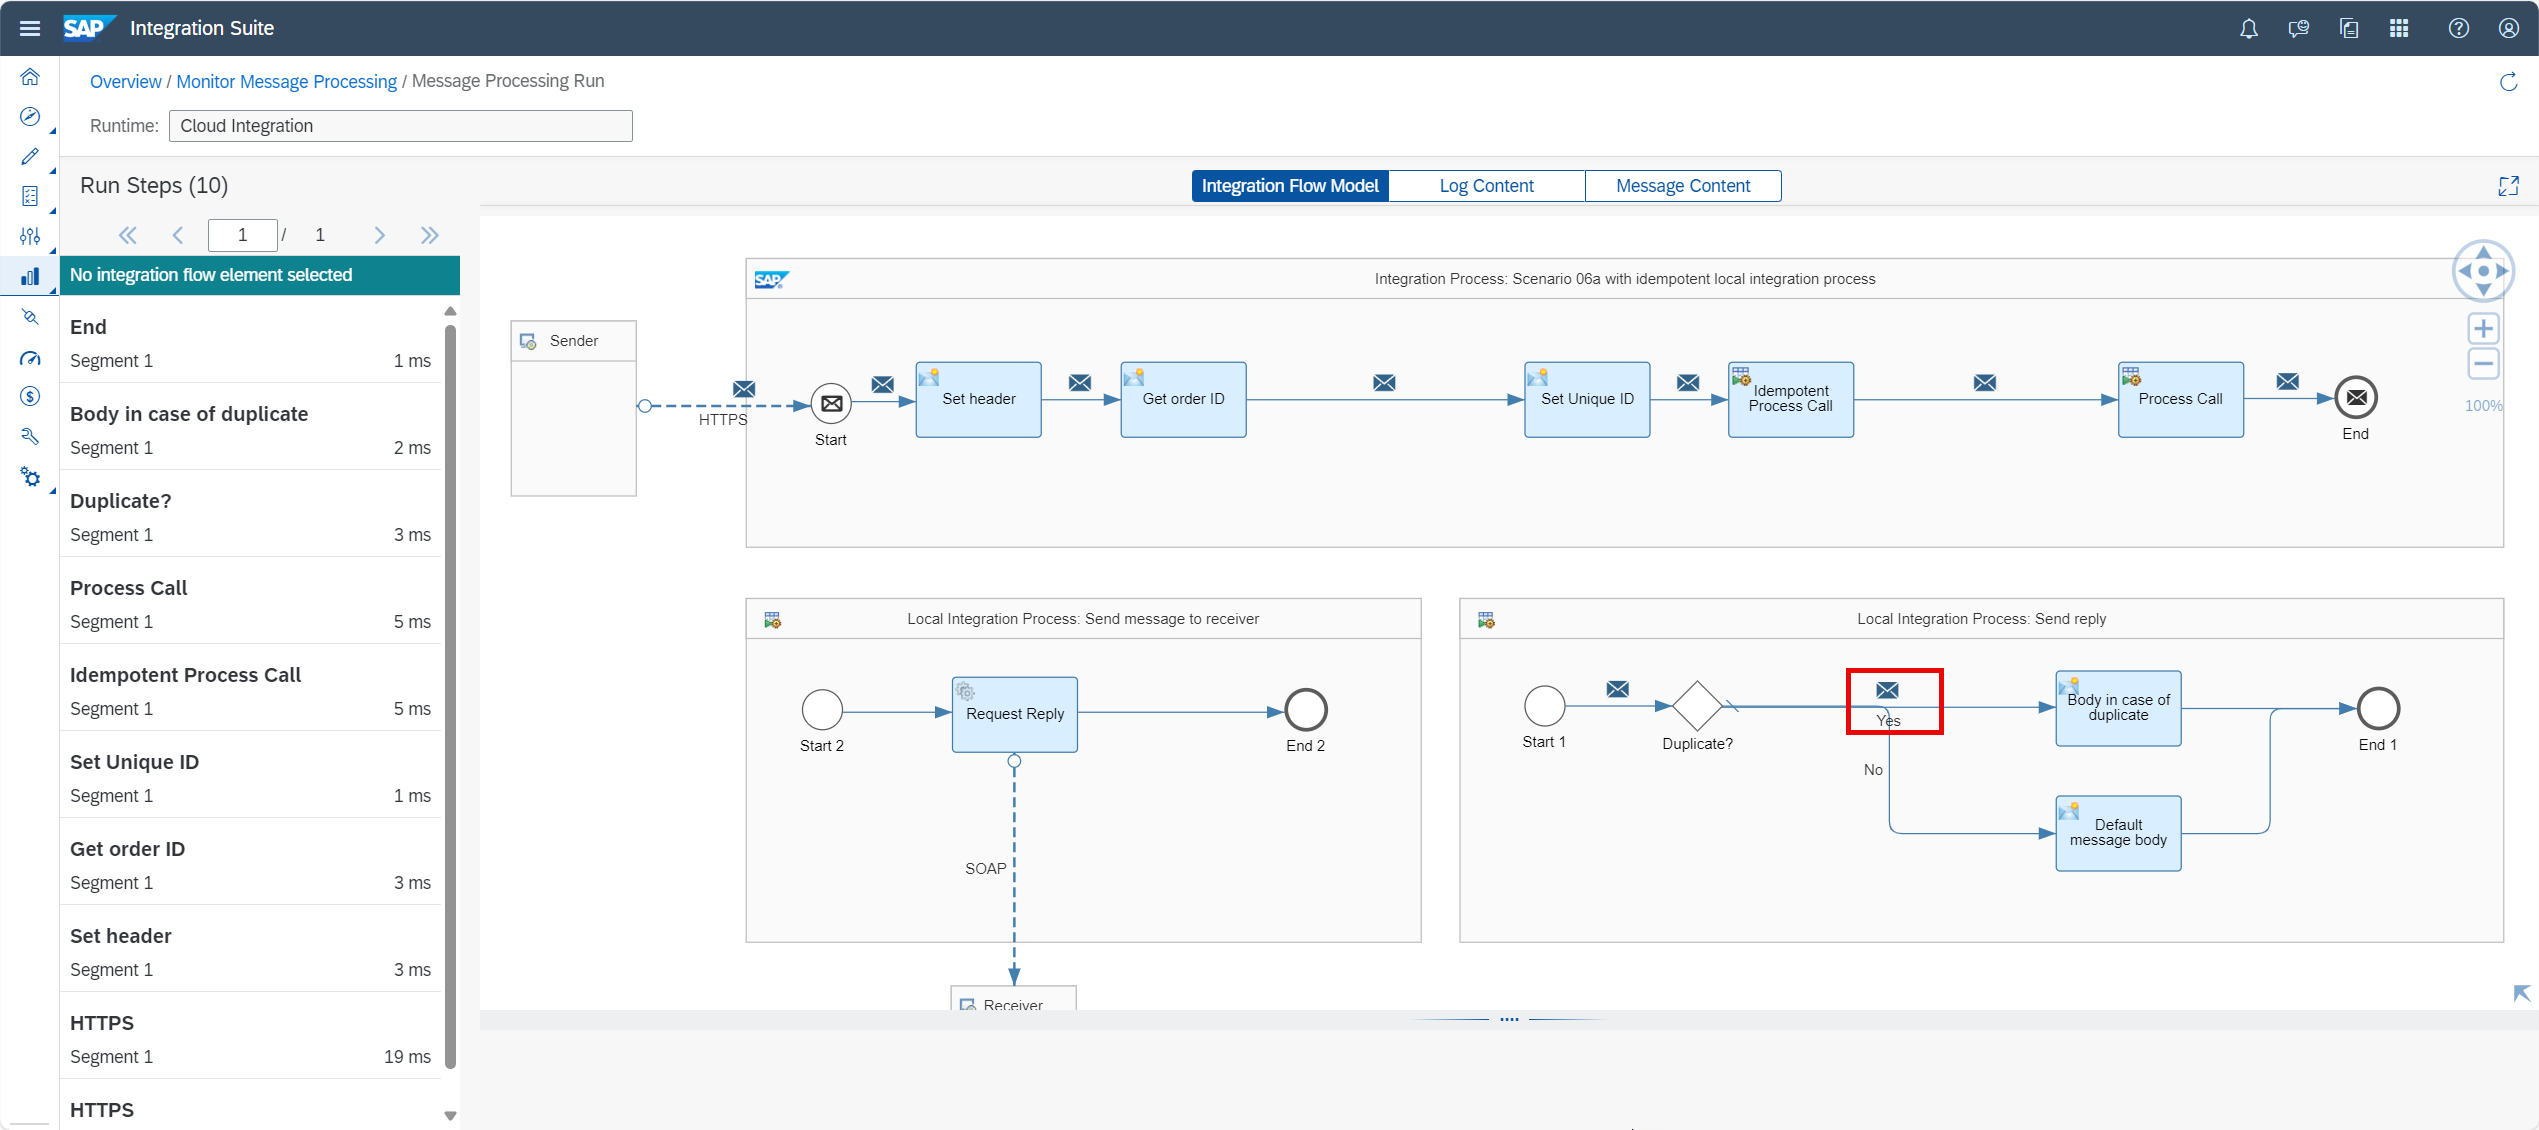 SAP Integration Suite
Overview / Monitor Message Processing / Message Processing Run
Runtime: Cloud Integration
Run Steps (10)
1 / 1
No integration flow element selected
End
Segment 1 1 ms
Body in case of duplicate
Segment 1 2 ms
Duplicate?
Segment 1 3 ms
Process Call
Segment 1 5 ms
Idempotent Process Call
Segment 1 5 ms
Set Unique ID
Segment 1 1 ms
Get order ID
Segment 1 3 ms
Set header
Segment 1 3 ms
HTTPS
Segment 1 19 ms
HTTPS
Integration Flow Model Log Content Message Content
SAP Integration Process: Scenario 06a with idempotent local integration process
Sender
HTTPS
Start
Set header
Get order ID
Set Unique ID
Idempotent
Process Call
Process Call
End
100%
Local Integration Process: Send message to receiver
Start 2
Request Reply
End 2
SOAP
Receiver
Local Integration Process: Send reply
Start 1
Duplicate?
Yes
No
Body in case of
duplicate
Default
message body
End 1